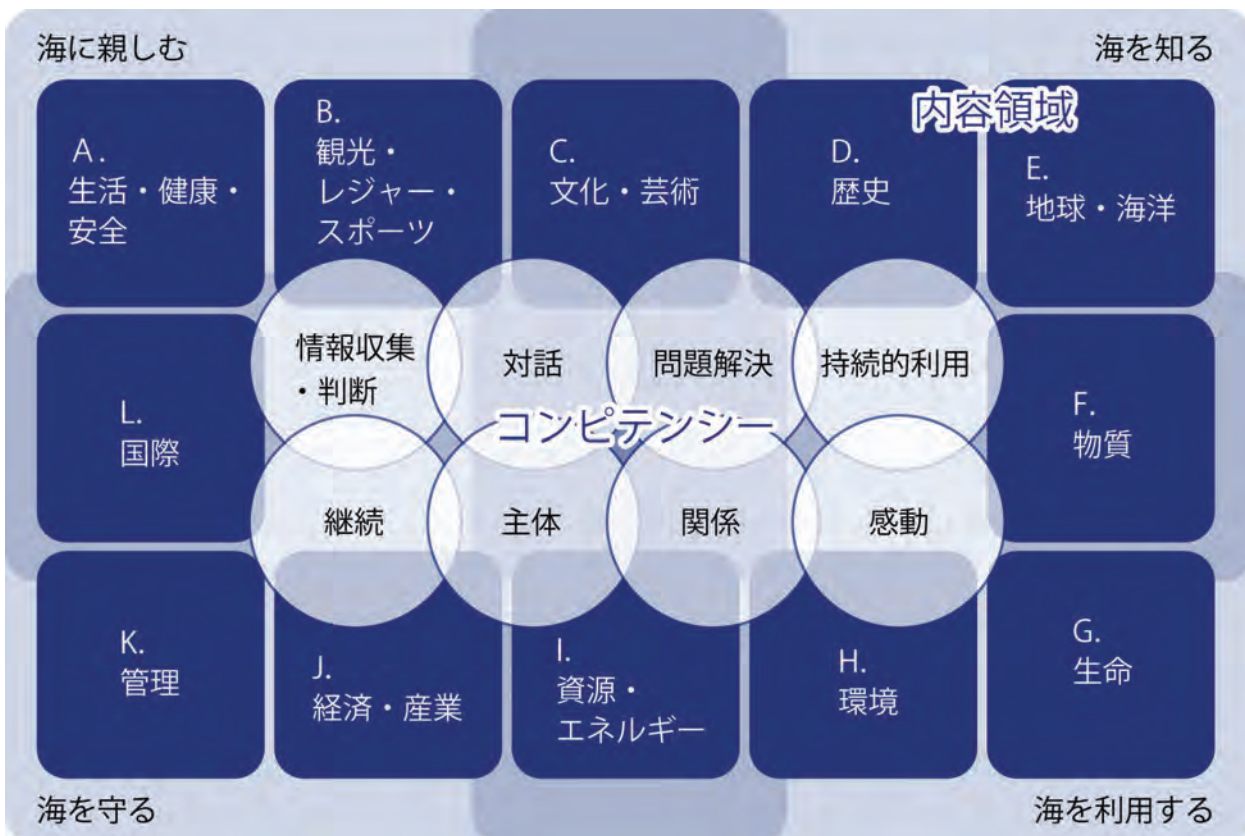 海に親しむ
海を知る
内容領域
A.
生活・健康・
安全
B.
観光・
レジャー・
スポーツ
C.
文化・芸術
D.
歴史
E.
地球・海洋
情報収集
・判断
対話
問題解決
持続的利用
コンピテンシー
L.
国際
F.
物質
継続
主体
関係
感動
K.
管理
J.
経済・産業
I.
資源・
エネルギー
H.
環境
G.
生命
海を守る
海を利用する